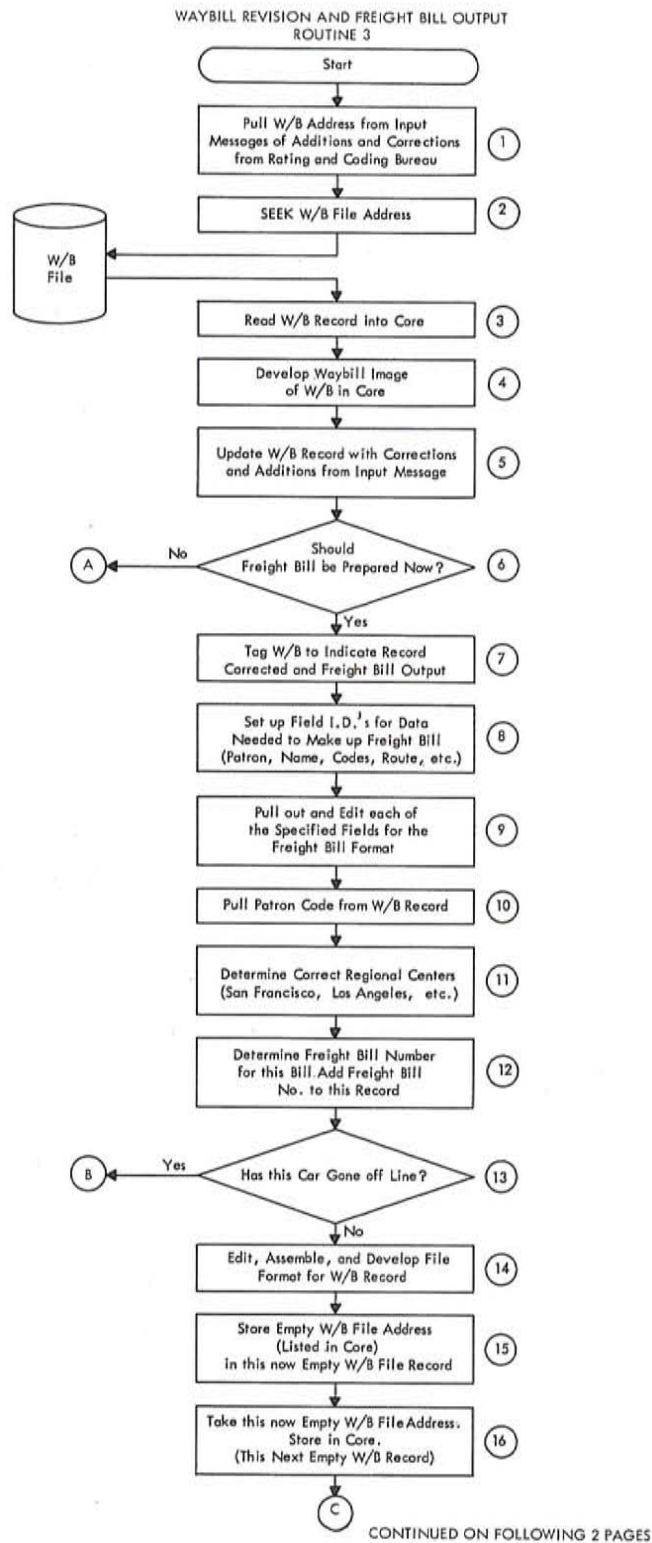 WAYBILL REVISION AND FREIGHT BILL OUTPUT
ROUTINE 3
Start
Pull W/B Address from Input
Messages of Additions and Corrections
from Rating and Coding Bureau
1
SEEK W/B File Address
2
W/B
File
Read W/B Record into Core
3
Develop Waybill Image
of W/B in Core
4
Update W/B Record with Corrections
and Additions from Input Message
5
Should
Freight Bill be Prepared Now?
6
No
A
Yes
Tag W/B to Indicate Record
Corrected and Freight Bill Output
7
Set up Field I.D.'s for Data
Needed to Make up Freight Bill
(Patron, Name, Codes, Route, etc.)
8
Pull out and Edit each of
the Specified Fields for the
Freight Bill Format
9
Pull Patron Code from W/B Record
10
Determine Correct Regional Centers
(San Francisco, Los Angeles, etc.)
11
Determine Freight Bill Number
for this Bill. Add Freight Bill
No. to this Record
12
Has this Car Gone off Line?
13
Yes
B
No
Edit, Assemble, and Develop File
Format for W/B Record
14
Store Empty W/B File Address
(Listed in Core)
in this now Empty W/B File Record
15
Take this now Empty W/B File Address.
Store in Core.
(This Next Empty W/B Record)
16
C
CONTINUED ON FOLLOWING 2 PAGES